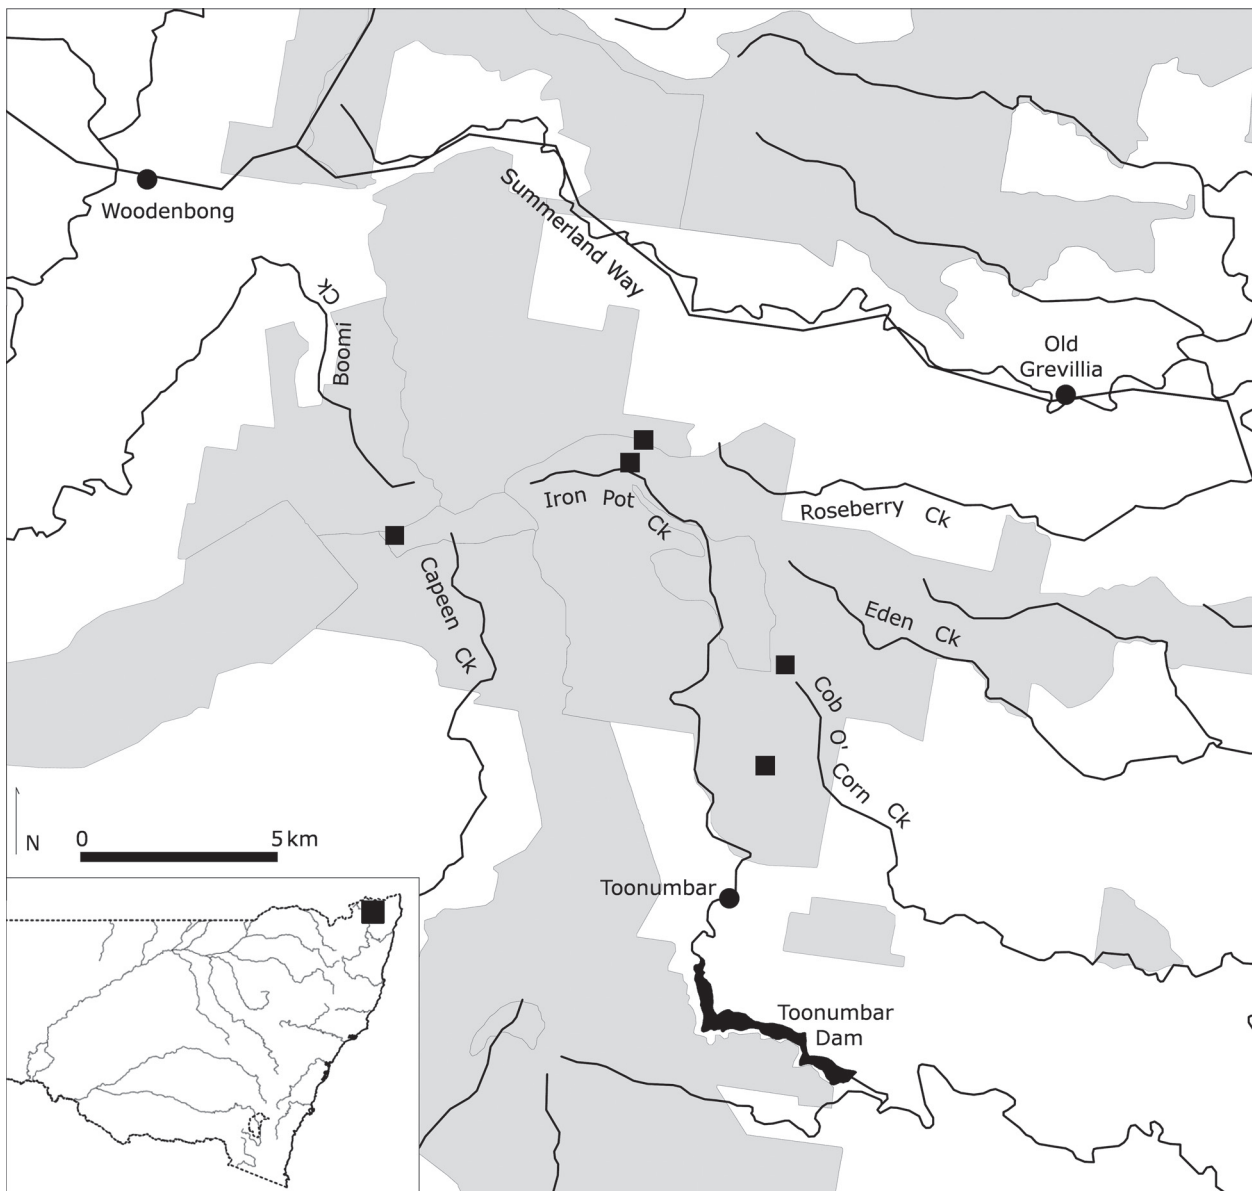 Woodenbong
Summerland Way
Boomi Ck
Old
Grevillia
Iron Pot Ck
Roseberry Ck
Capeen Ck
Eden Ck
Cob O' Corn Ck
N
0 5 km
Toonumbar
Toonumbar
Dam